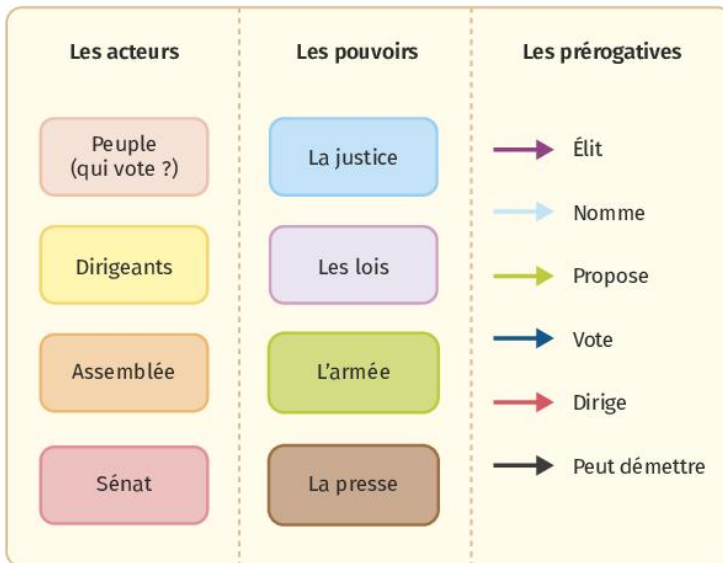 Les acteurs
Peuple
(qui vote ?)
Dirigeants
Assemblée
Sénat
Les pouvoirs
La justice
Les lois
L'armée
La presse
Les prérogatives
Élit
Nomme
Propose
Vote
Dirige
Peut démettre